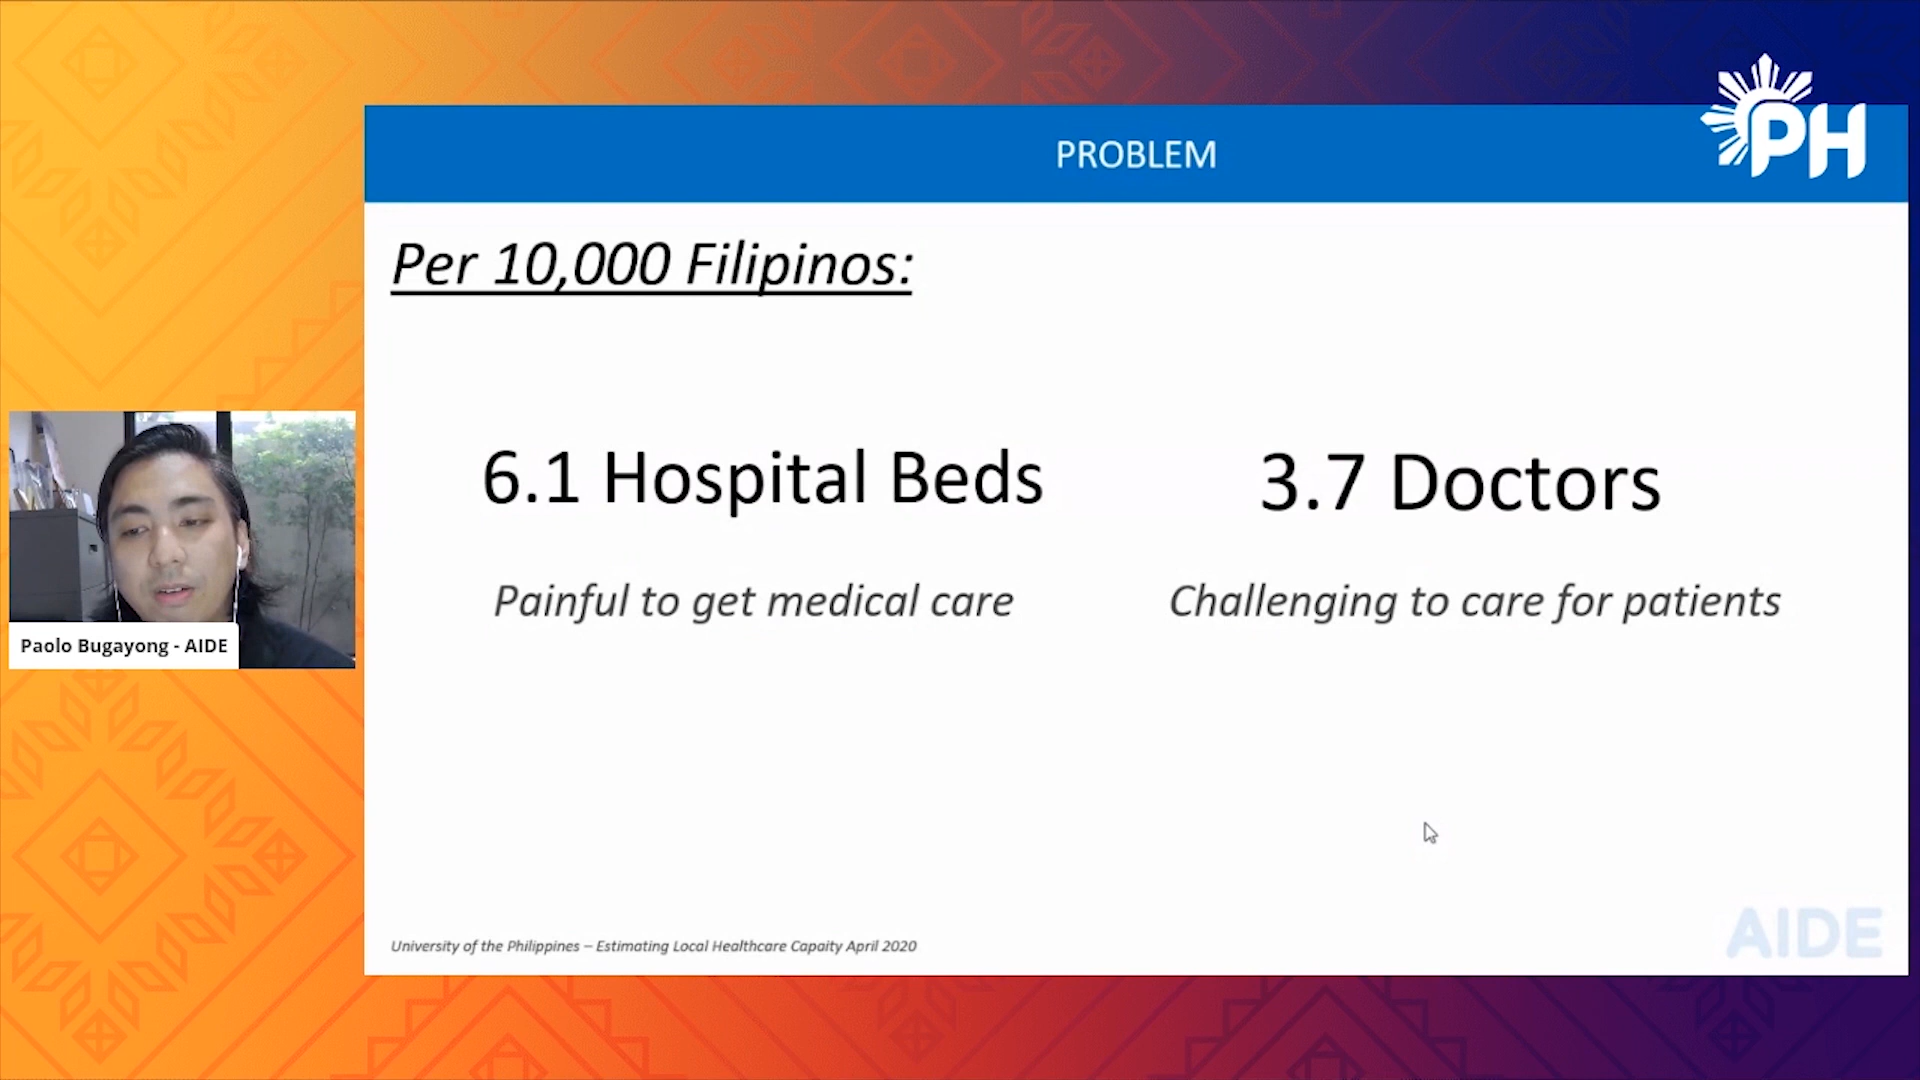 PH
PROBLEM
Per 10,000 Filipinos:
6.1 Hospital Beds
3.7 Doctors
Painful to get medical care
Challenging to care for patients
Paolo Bugayong - AIDE
University of the Philippines – Estimating Local Healthcare Capaity April 2020
AIDE